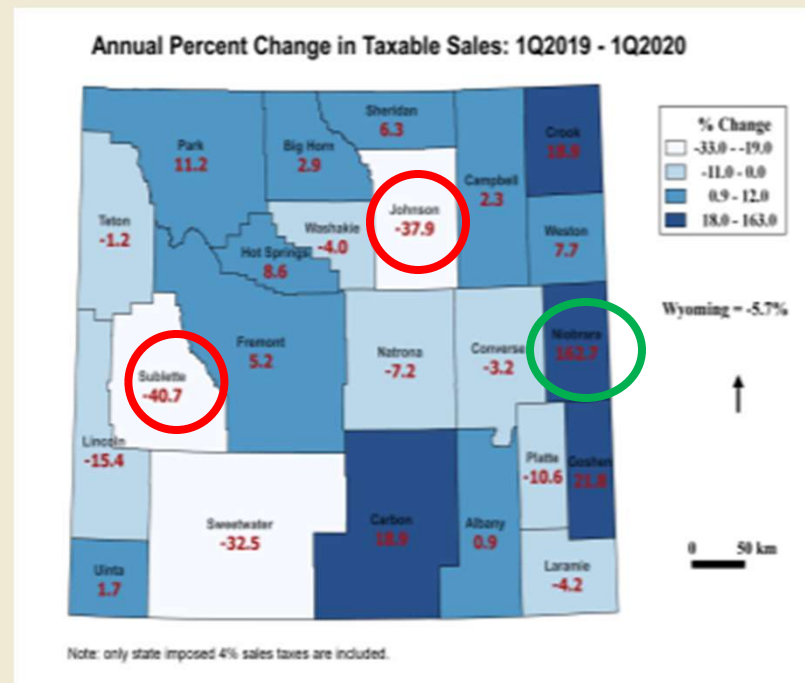 Annual Percent Change in Taxable Sales: 1Q2019 - 1Q2020
Sheridan
6.3
Park
11.2
Big Horn
2.9
Crook
18.8
Campbell
2.3
Johnson
-37.9
Teton
-1.2
Washakie
-4.0
Weston
7.7
Hot Springs
8.6
Niobrara
162.7
Fremont
5.2
Natrona
-7.2
Converse
-3.2
Sublette
-40.7
Lincoln
-15.4
Platte
-10.6
Goshen
21.8
Sweetwater
-32.5
Carbon
18.9
Albany
0.9
Uinta
1.7
Laramie
-4.2
% Change
-33.0 - -19.0
-11.0 - 0.0
0.9 - 12.0
18.0 - 163.0
Wyoming = -5.7%
0 50 km
Note: only state imposed 4% sales taxes are included.